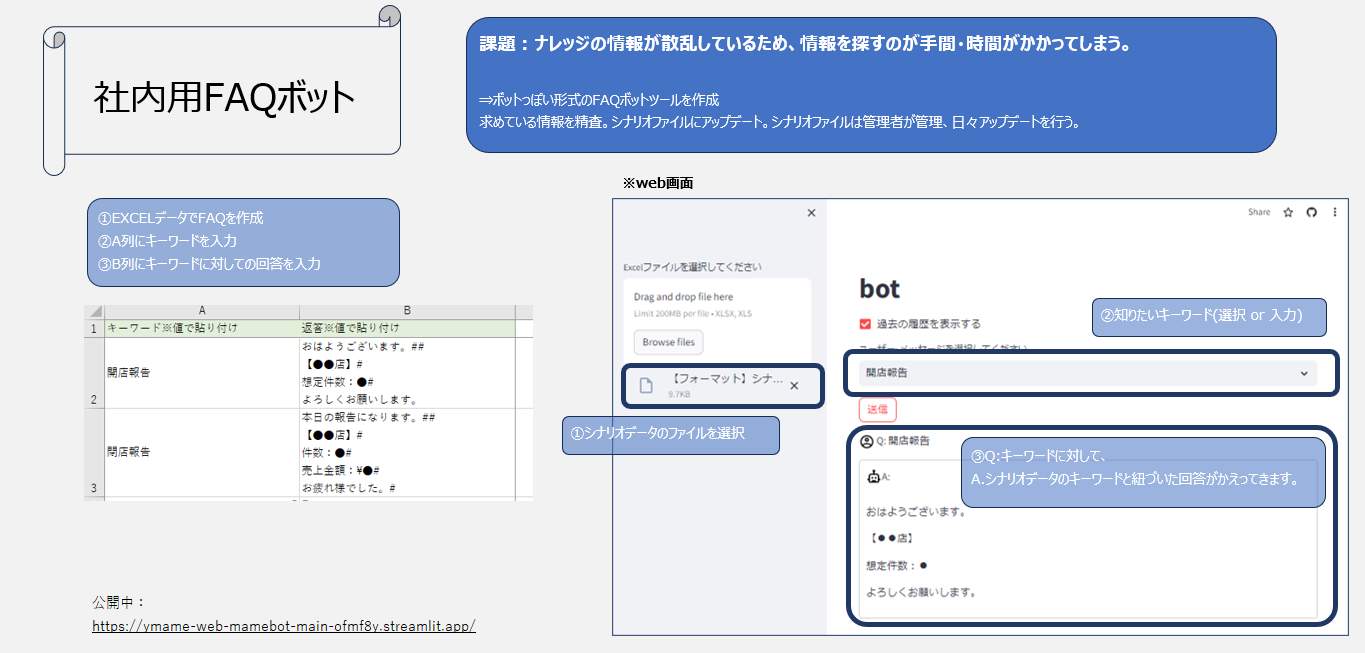 社内用FAQボット
課題：ナレッジの情報が散乱しているため、情報を探すのが手間・時間がかかってしまう。
⇒ボットっぽい形式のFAQボットツールを作成
求めている情報を精査。シナリオファイルにアップデート。シナリオファイルは管理者が管理、日々アップデートを行う。
①EXCELデータでFAQを作成
②A列にキーワードを入力
③B列にキーワードに対しての回答を入力
A B
1 キーワード※値で貼り付け 返答※値で貼り付け
おはようございます。##
【●●店】#
開店報告
想定件数：●#
2 よろしくお願いします。
本日の報告になります。##
【●●店】#
閉店報告
件数：●#
売上金額：¥●#
3 お疲れ様でした。#
公開中：
https://ymame-web-mamebot-main-ofmf8y.streamlit.app/
※web画面
Share
Excelファイルを選択してください
Drag and drop file here
Limit 200MB per file • XLSX, XLS
Browse files
【フォーマット】シナ...
9.7KB
①シナリオデータのファイルを選択
bot
過去の履歴を表示する
②知りたいキーワード(選択 or 入力)
ユーザー: メッセージを選択してください
開店報告
送信
Q: 開店報告
③Q:キーワードに対して、
A.シナリオデータのキーワードと紐づいた回答がかえってきます。
A:
おはようございます。
【●●店】
想定件数：●
よろしくお願いします。